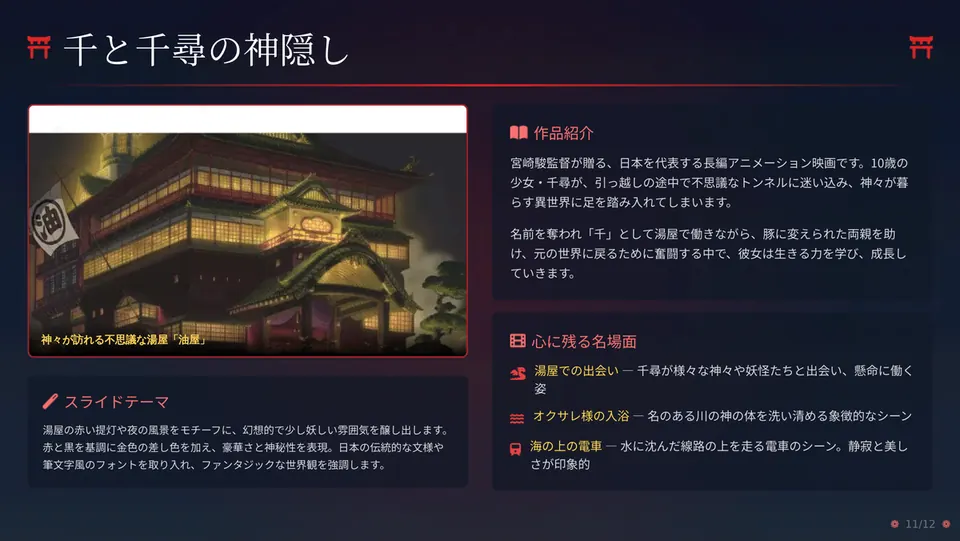 千と千尋の神隠し
油
神々が訪れる不思議な湯屋「油屋」
スライドテーマ
湯屋の赤い提灯や夜の風景をモチーフに、幻想的で少し妖しい雰囲気を醸し出します。
赤と黒を基調に金色の差し色を加え、豪華さと神秘性を表現。日本の伝統的な文様や
筆文字風のフォントを取り入れ、ファンタジックな世界観を強調します。
作品紹介
宮崎駿監督が贈る、日本を代表する長編アニメーション映画です。10歳の
少女・千尋が、引っ越しの途中で不思議なトンネルに迷い込み、神々が暮
らす異世界に足を踏み入れてしまいます。
名前を奪われ「千」として湯屋で働きながら、豚に変えられた両親を助
け、元の世界に戻るために奮闘する中で、彼女は生きる力を学び、成長し
ていきます。
心に残る名場面
湯屋での出会い — 千尋が様々な神々や妖怪たちと出会い、懸命に働く
姿
オクサレ様の入浴 — 名のある川の神の体を洗い清める象徴的なシーン
海の上の電車 — 水に沈んだ線路の上を走る電車のシーン。静寂と美し
さが印象的
11/12